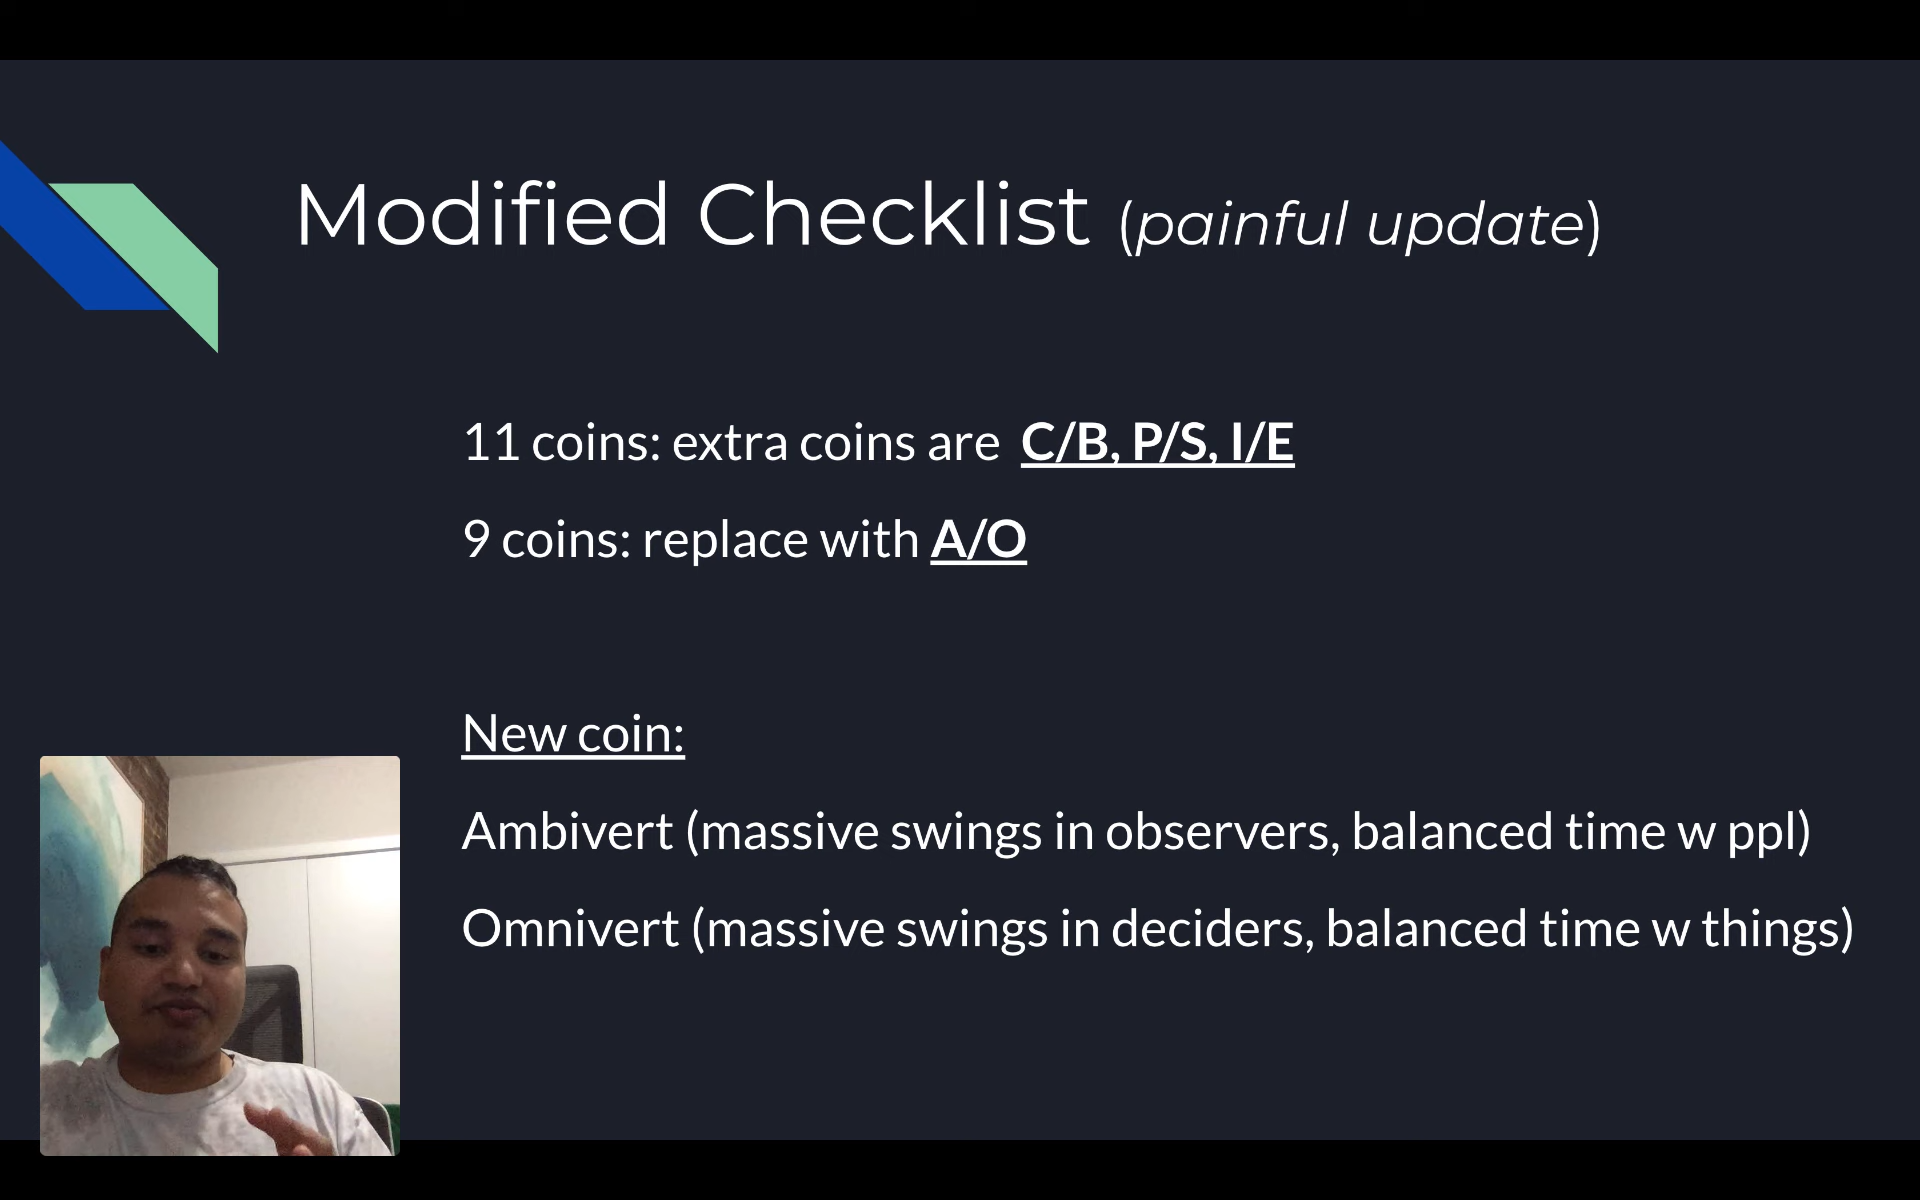 Modified Checklist (painful update)
11 coins: extra coins are C/B, P/S, I/E
9 coins: replace with A/O
New coin:
Ambivert (massive swings in observers, balanced time w ppl)
Omnivert (massive swings in deciders, balanced time w things)